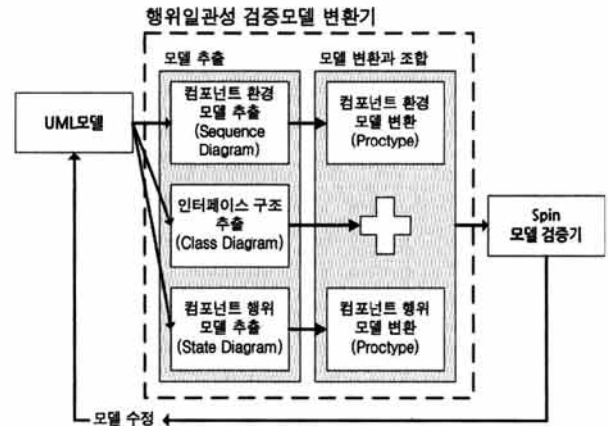 행위일관성 검증모델 변환기
모델 추출
모델 변환과 조합
UML모델
컴포넌트 환경
모델 추출
(Sequence
Diagram)
컴포넌트 환경
모델 변환
(Proctype)
인터페이스 구조
추출
(Class Diagram)
Spin
모델 검증기
컴포넌트 행위
모델 추출
(State Diagram)
컴포넌트 행위
모델 변환
(Proctype)
모델 수정